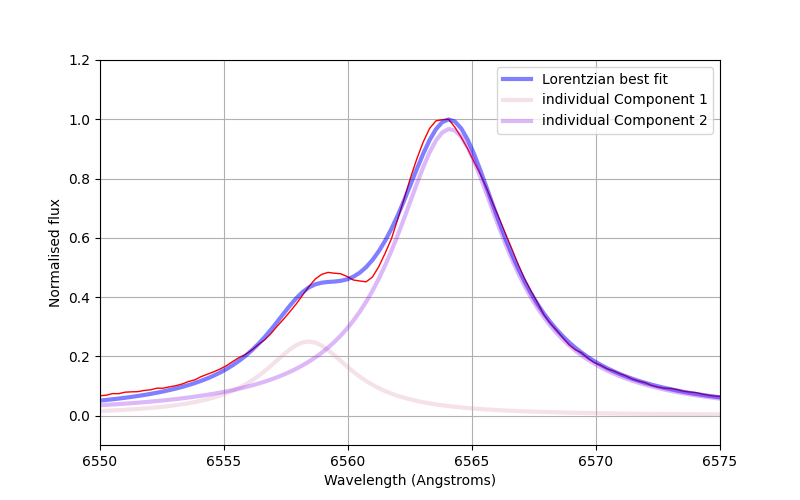 1.2
1.0
0.8
0.6
0.4
0.2
0.0
Normalised flux
Lorentzian best fit
individual Component 1
individual Component 2
6550 6555 6560 6565 6570 6575
Wavelength (Angstroms)